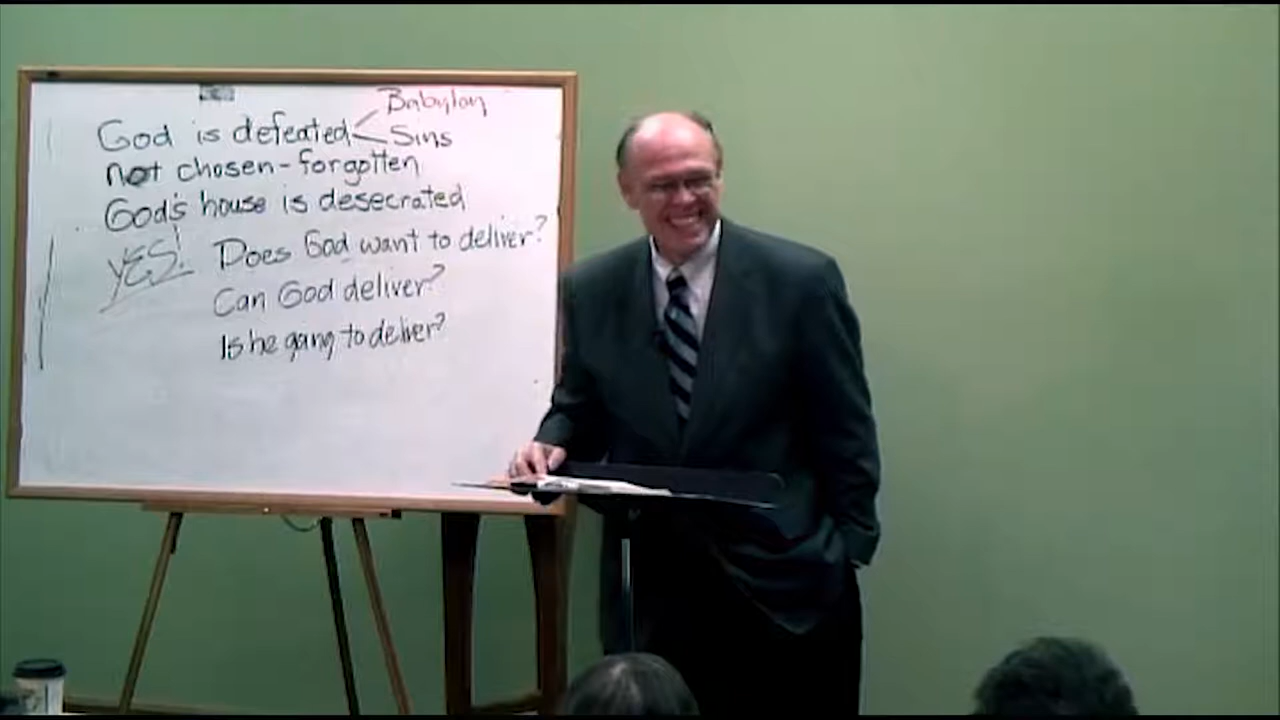 Babylon
God is defeated < Sins
not chosen - forgotten
God's house is desecrated
YES! Does God want to deliver?
Can God deliver?
Is he going to deliver?